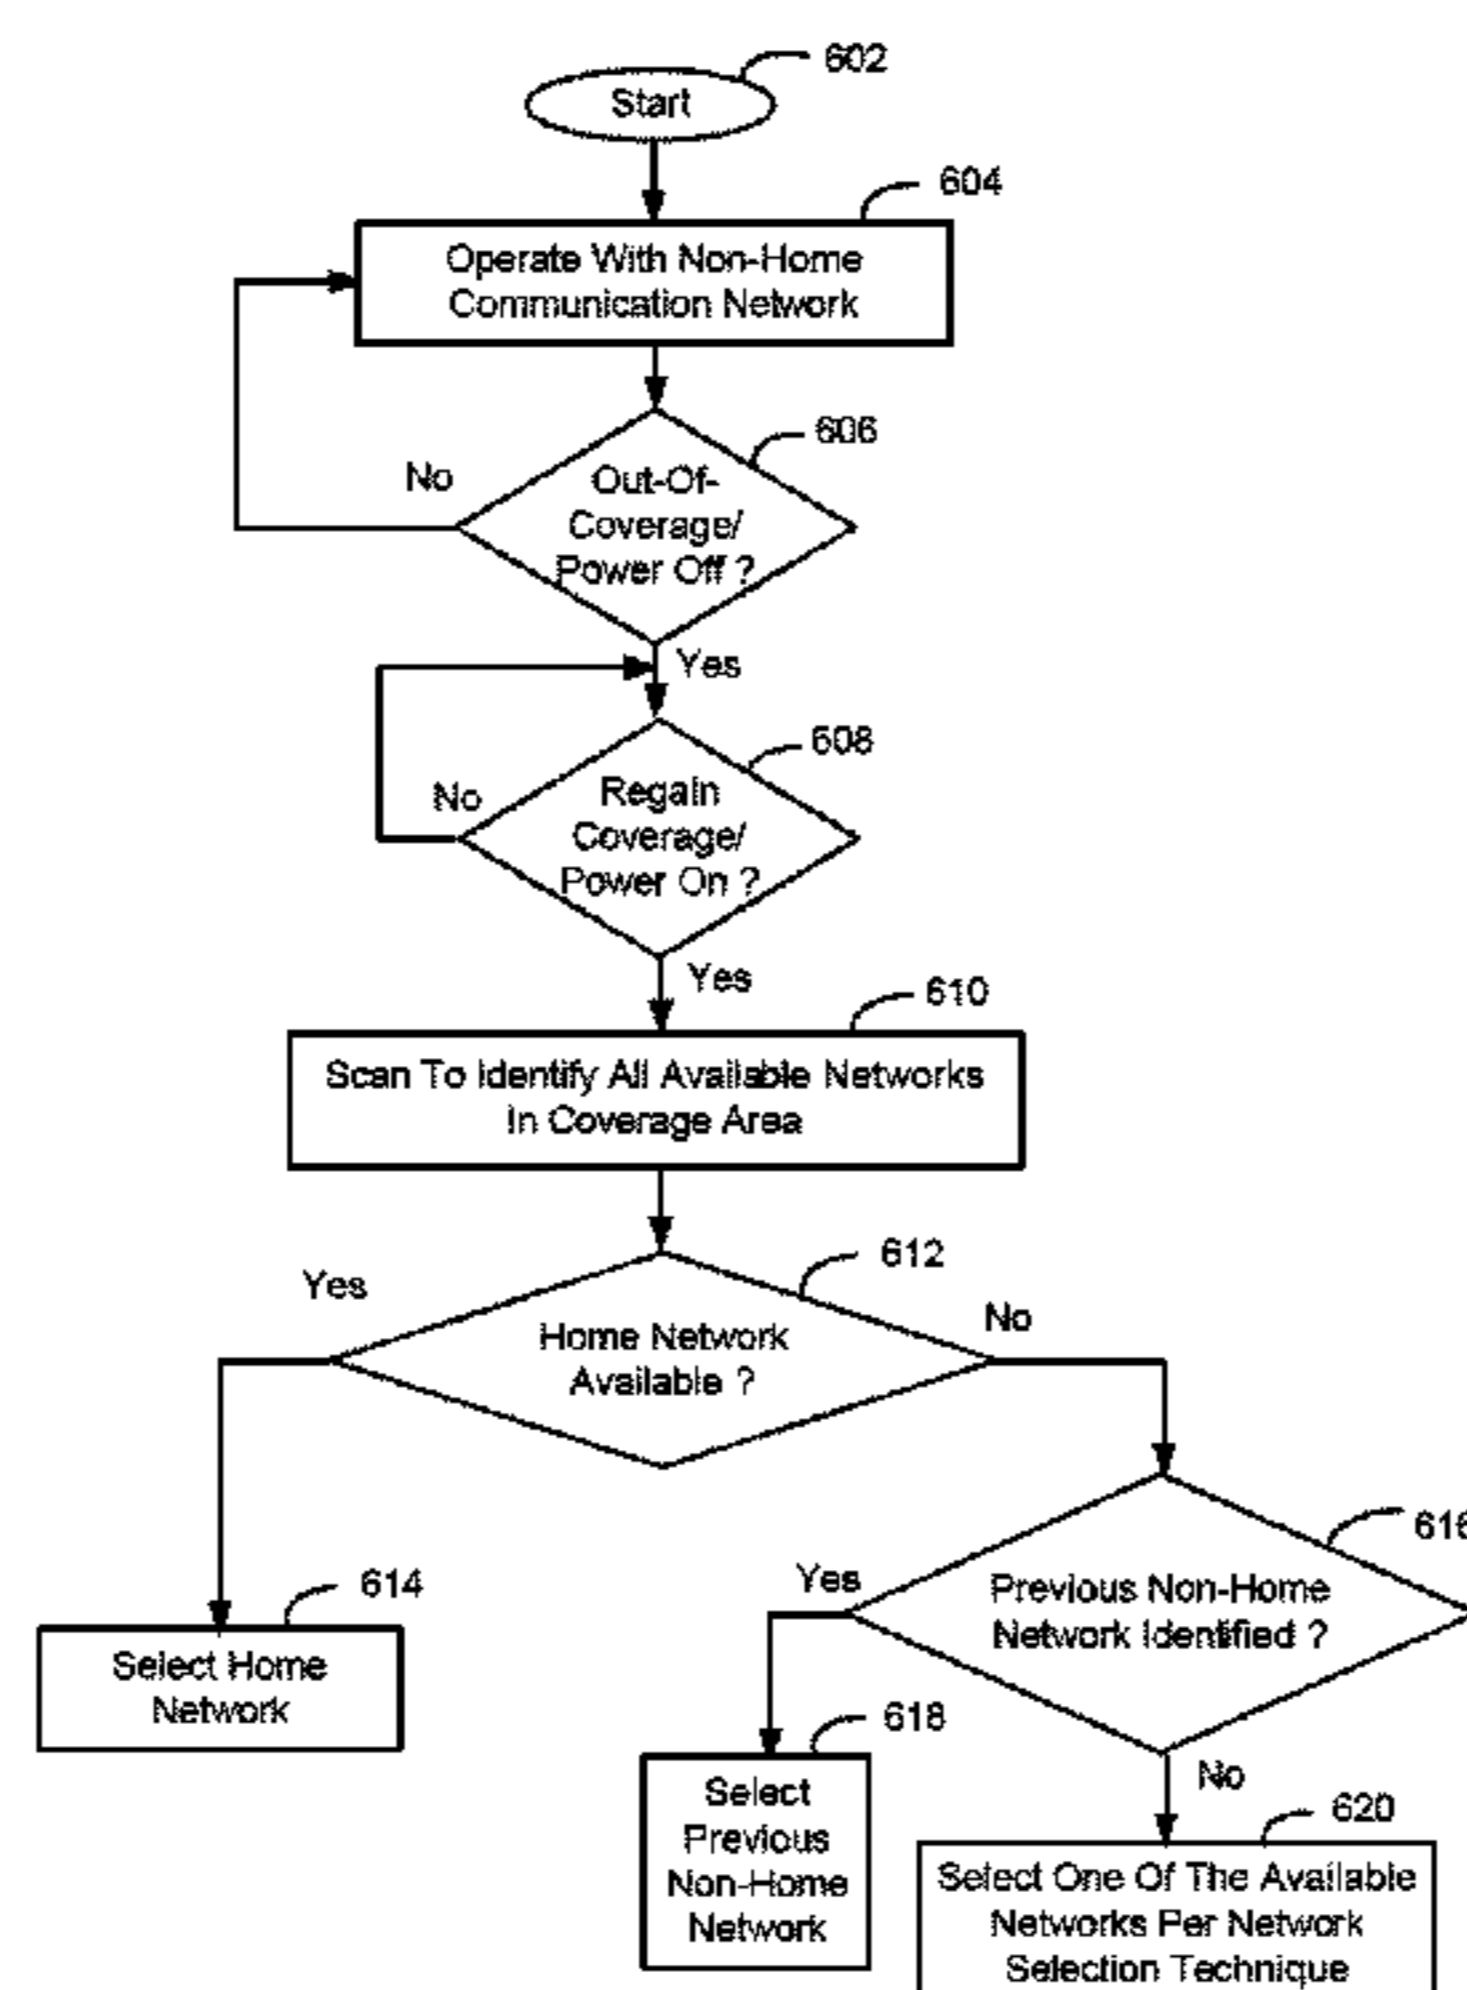 602
Start
604
Operate With Non-Home
Communication Network
606
No
Out-Of-
Coverage/
Power Off ?
Yes
608
No
Regain
Coverage/
Power On ?
Yes
610
Scan To Identify All Available Networks
In Coverage Area
612
Yes
No
Home Network
Available ?
616
614
Yes
Previous Non-Home
Network Identified ?
Select Home
Network
618
No
Select
Previous
Non-Home
Network
620
Select One Of The Available
Networks Per Network
Selection Technique